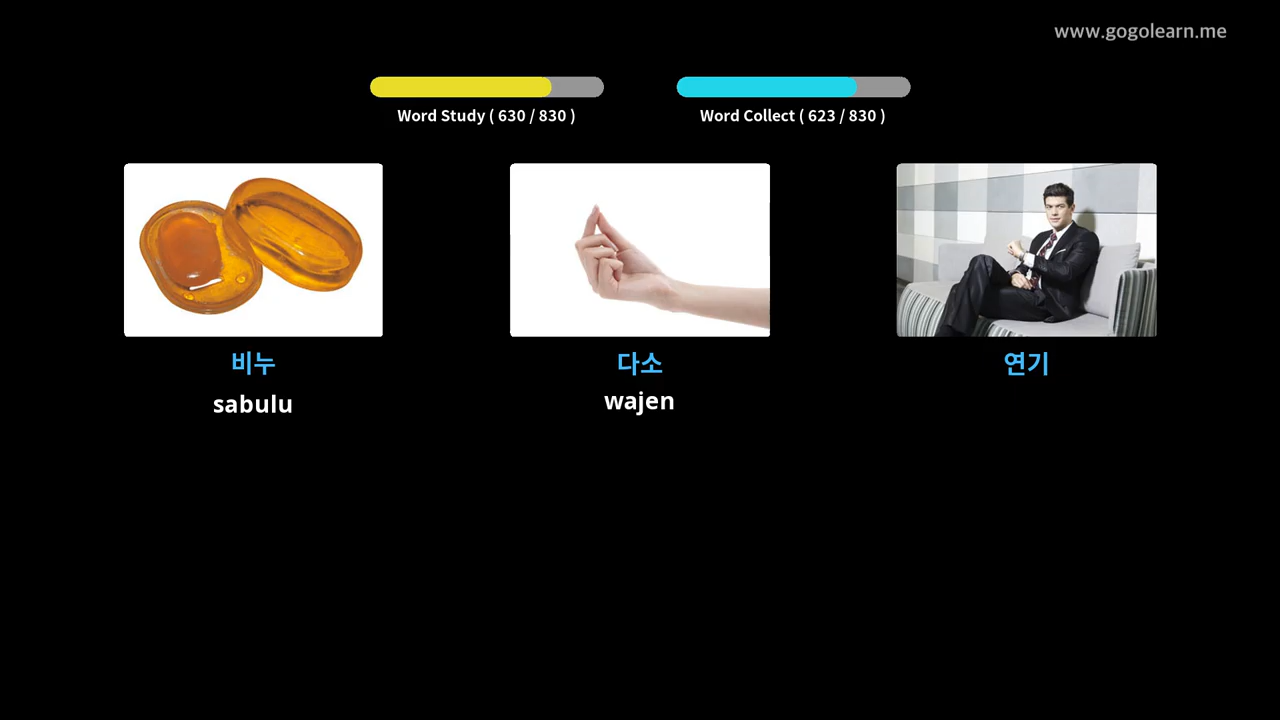 www.gogolearn.me
Word Study ( 630 / 830 )
Word Collect ( 623 / 830 )
비누
다소
연기
sabulu
wajen